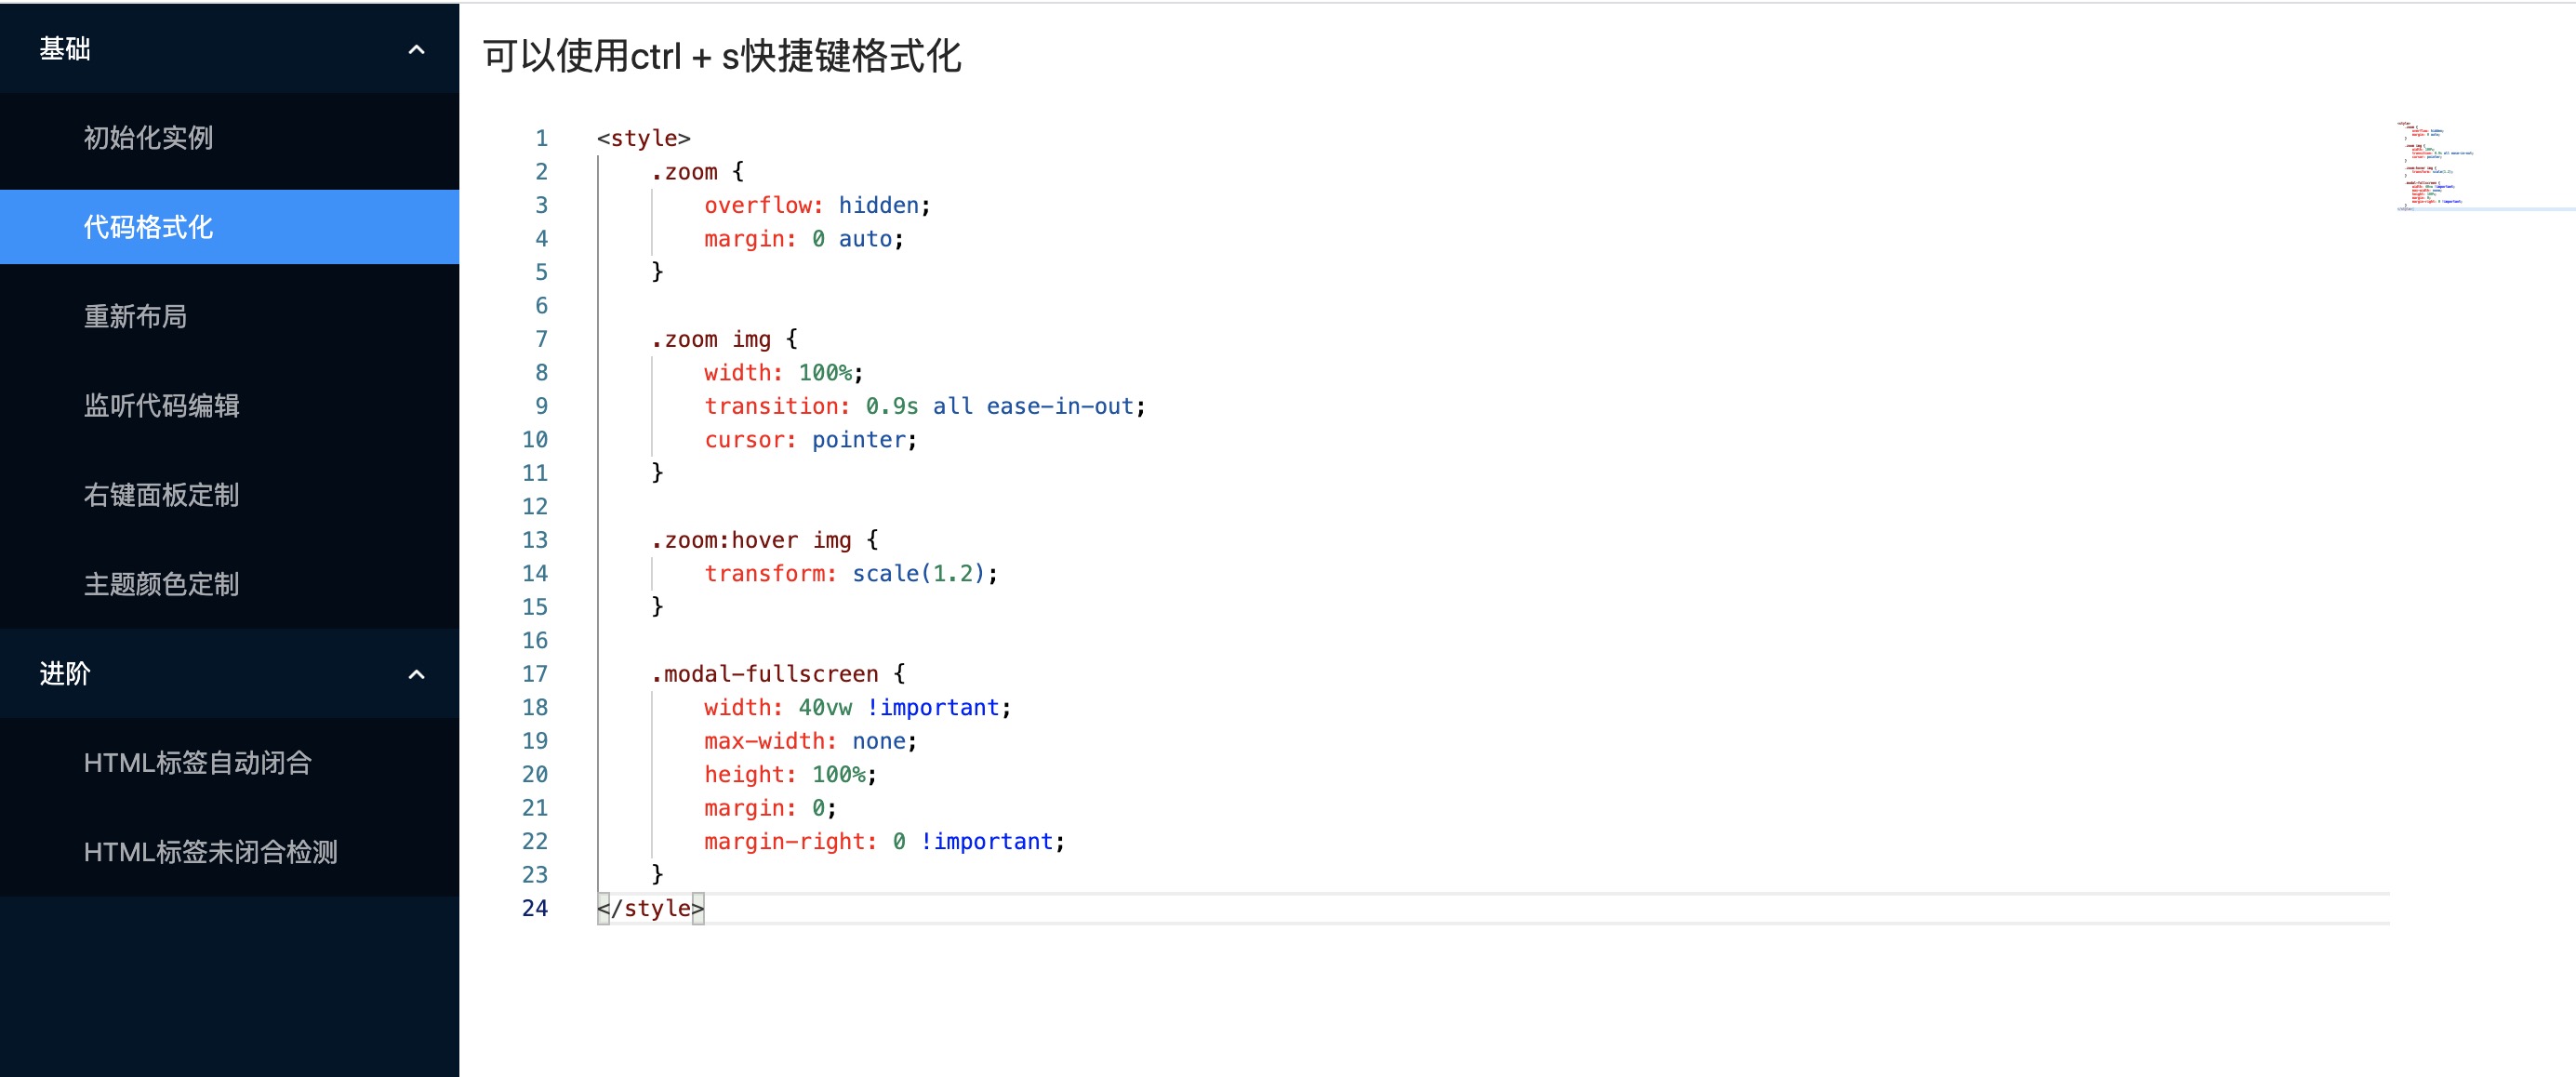 基础
初始化实例
代码格式化
重新布局
监听代码编辑
右键面板定制
主题颜色定制
进阶
HTML标签自动闭合
HTML标签未闭合检测
可以使用ctrl + s快捷键格式化
1 <style>
2     .zoom {
3         overflow: hidden;
4         margin: 0 auto;
5     }
6
7     .zoom img {
8         width: 100%;
9         transition: 0.9s all ease-in-out;
10         cursor: pointer;
11     }
12
13     .zoom:hover img {
14         transform: scale(1.2);
15     }
16
17     .modal-fullscreen {
18         width: 40vw !important;
19         max-width: none;
20         height: 100%;
21         margin: 0;
22         margin-right: 0 !important;
23     }
24 </style>